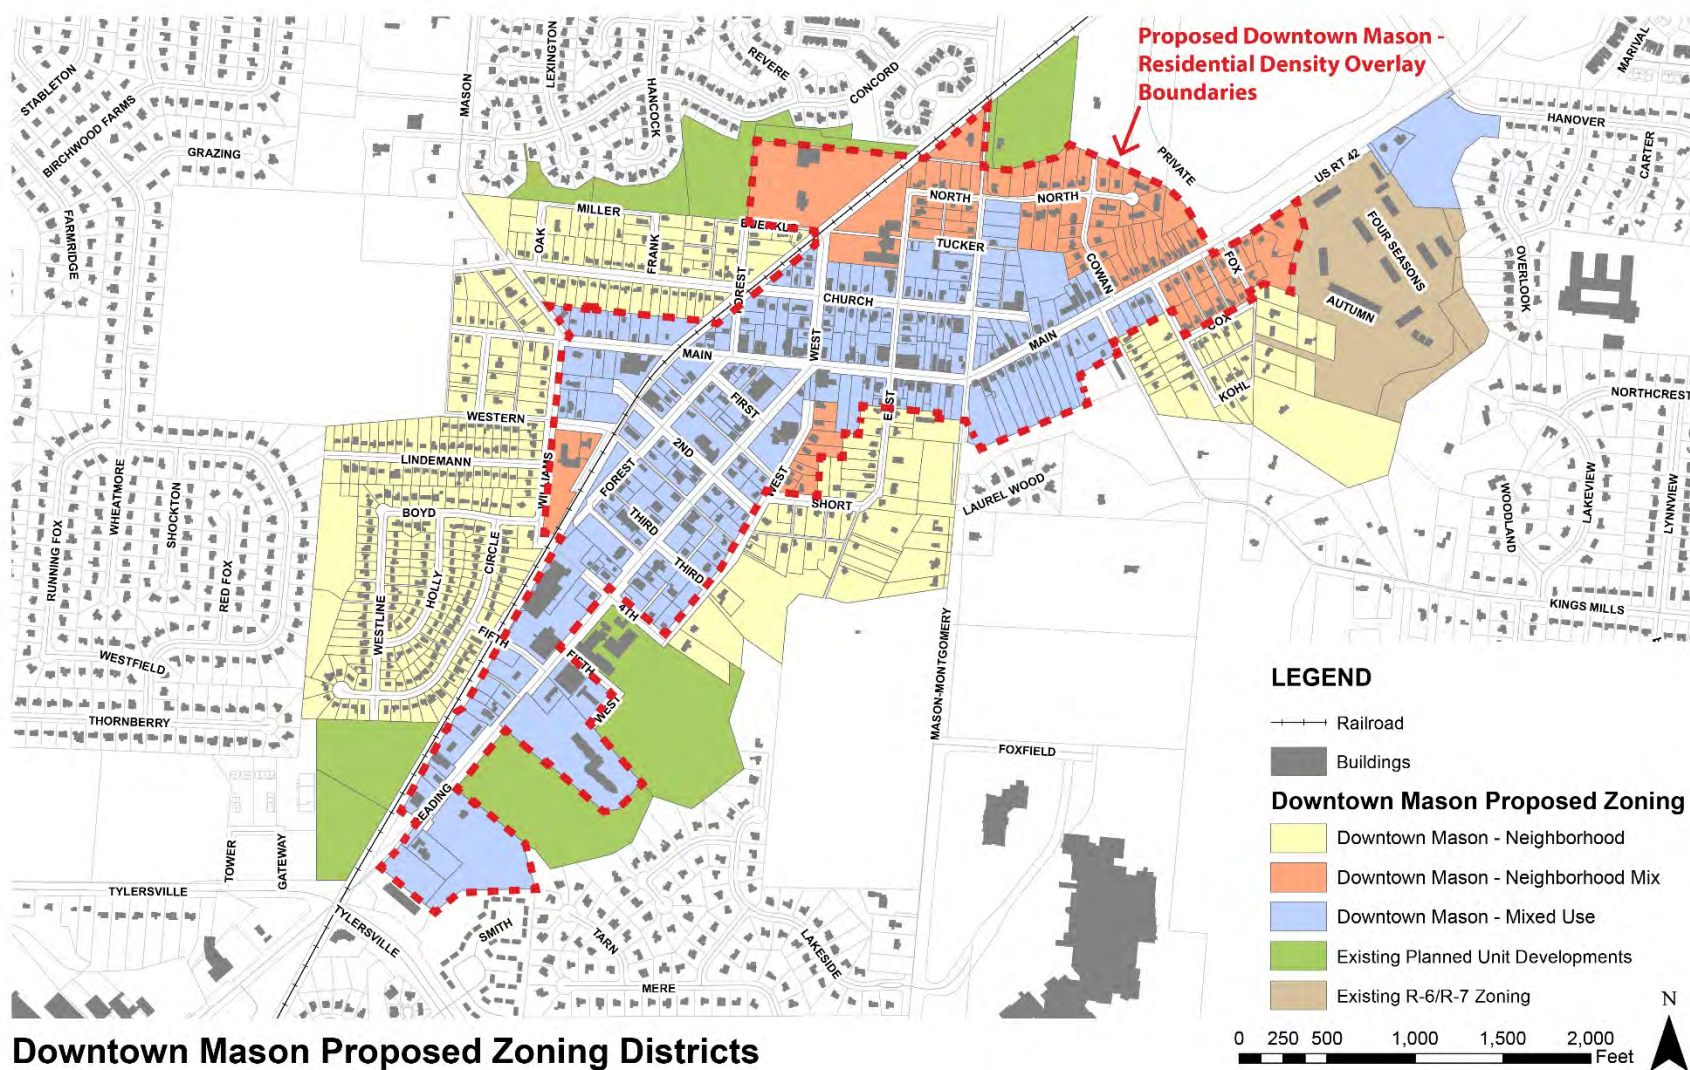 Proposed Downtown Mason -
Residential Density Overlay
Boundaries
STABLETON
BIRCHWOOD FARMS
GRAZING
FARMRIDGE
MASON
LEXINGTON
HANCOCK
REVERE
CONCORD
MARIVAL
HANOVER
CARTER
PRIVATE
US RT 42
FOUR SEASONS
AUTUMN
OVERLOOK
NORTH
NORTH
TUCKER
COWAN
FOX
COX
KOHL
MILLER
OAK
FRANK
CHURCH
MAIN
MAIN
WEST
EAST
FIRST
2ND
WESTERN
LINDEMANN
WILLIAMS
BOYD
FOREST
THIRD
THIRD
WEST
SHORT
LAUREL WOOD
NORTHCREST
WOODLAND
LAKEVIEW
LYNNVIEW
KINGS MILLS
RUNNING FOX
WHEATMORE
SHOCKTON
RED FOX
WESTFIELD
THORNBERRY
WESTLINE
HOLLY
CIRCLE
FIFTH
FIFTH
4TH
WEST
MASON-MONTGOMERY
FOXFIELD
TOWER
GATEWAY
TYLERSVILLE
TYLERSVILLE
SMITH
TARN
MERE
LAKESIDE
LEGEND
Railroad
Buildings
Downtown Mason Proposed Zoning
Downtown Mason - Neighborhood
Downtown Mason - Neighborhood Mix
Downtown Mason - Mixed Use
Existing Planned Unit Developments
Existing R-6/R-7 Zoning
N
0 250 500 1,000 1,500 2,000
Feet
Downtown Mason Proposed Zoning Districts